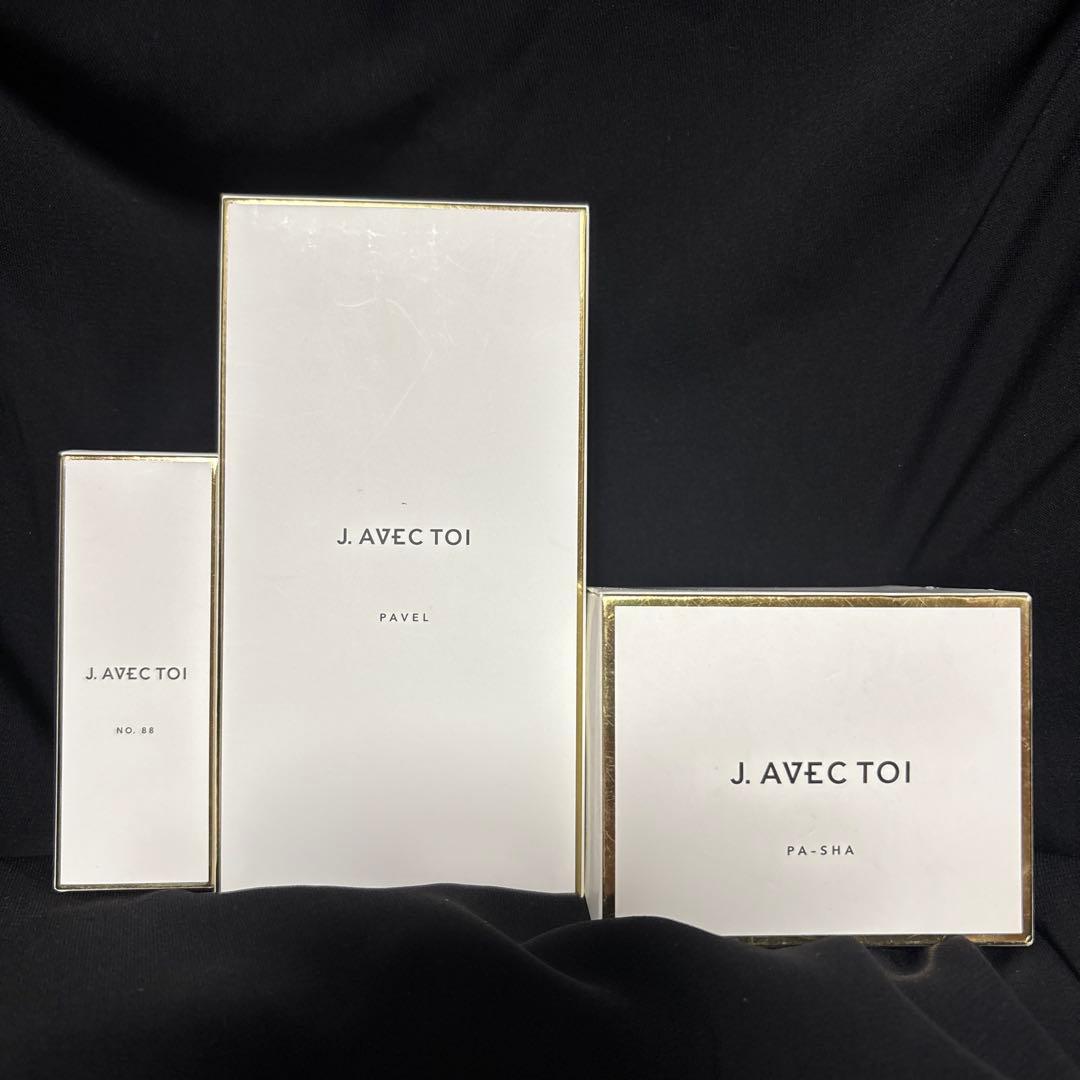 J. AVEC TOI
NO. 88
J. AVEC TOI
PAVEL
J. AVEC TOI
PA-SHA